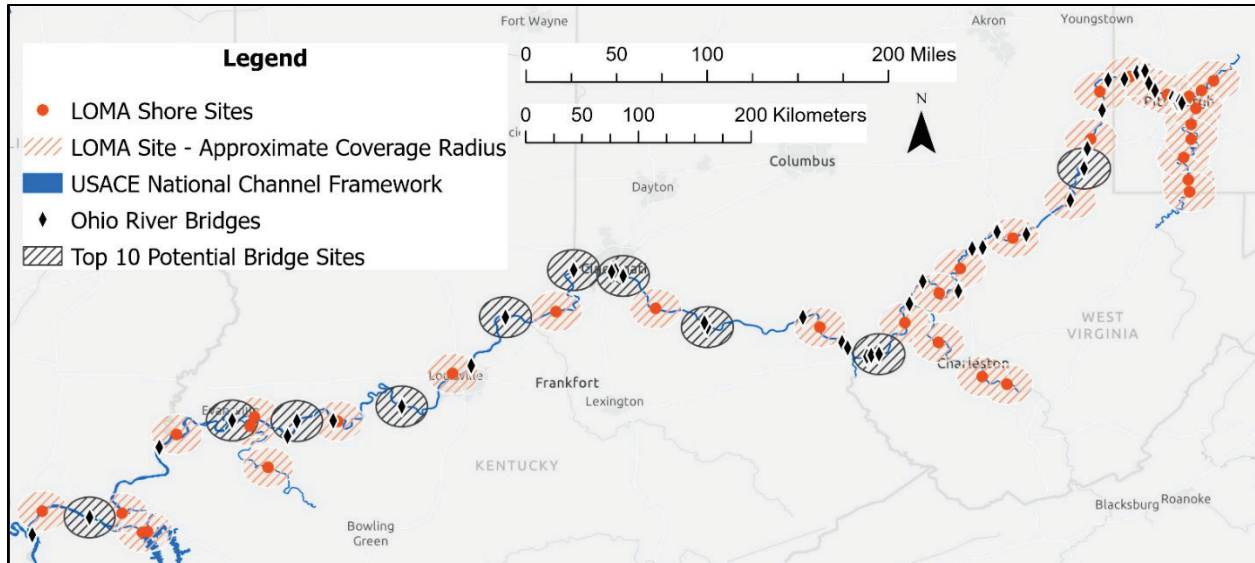 Fort Wayne
Akron
Youngstown
Legend
0 50 100 200 Miles
LOMA Shore Sites
0 50 100 200 Kilometers
N
LOMA Site - Approximate Coverage Radius
Columbus
USACE National Channel Framework
Dayton
Ohio River Bridges
Top 10 Potential Bridge Sites
WEST
VIRGINIA
Charleston
Frankfort
Lexington
KENTUCKY
Bowling
Green
Blacksburg
Roanoke